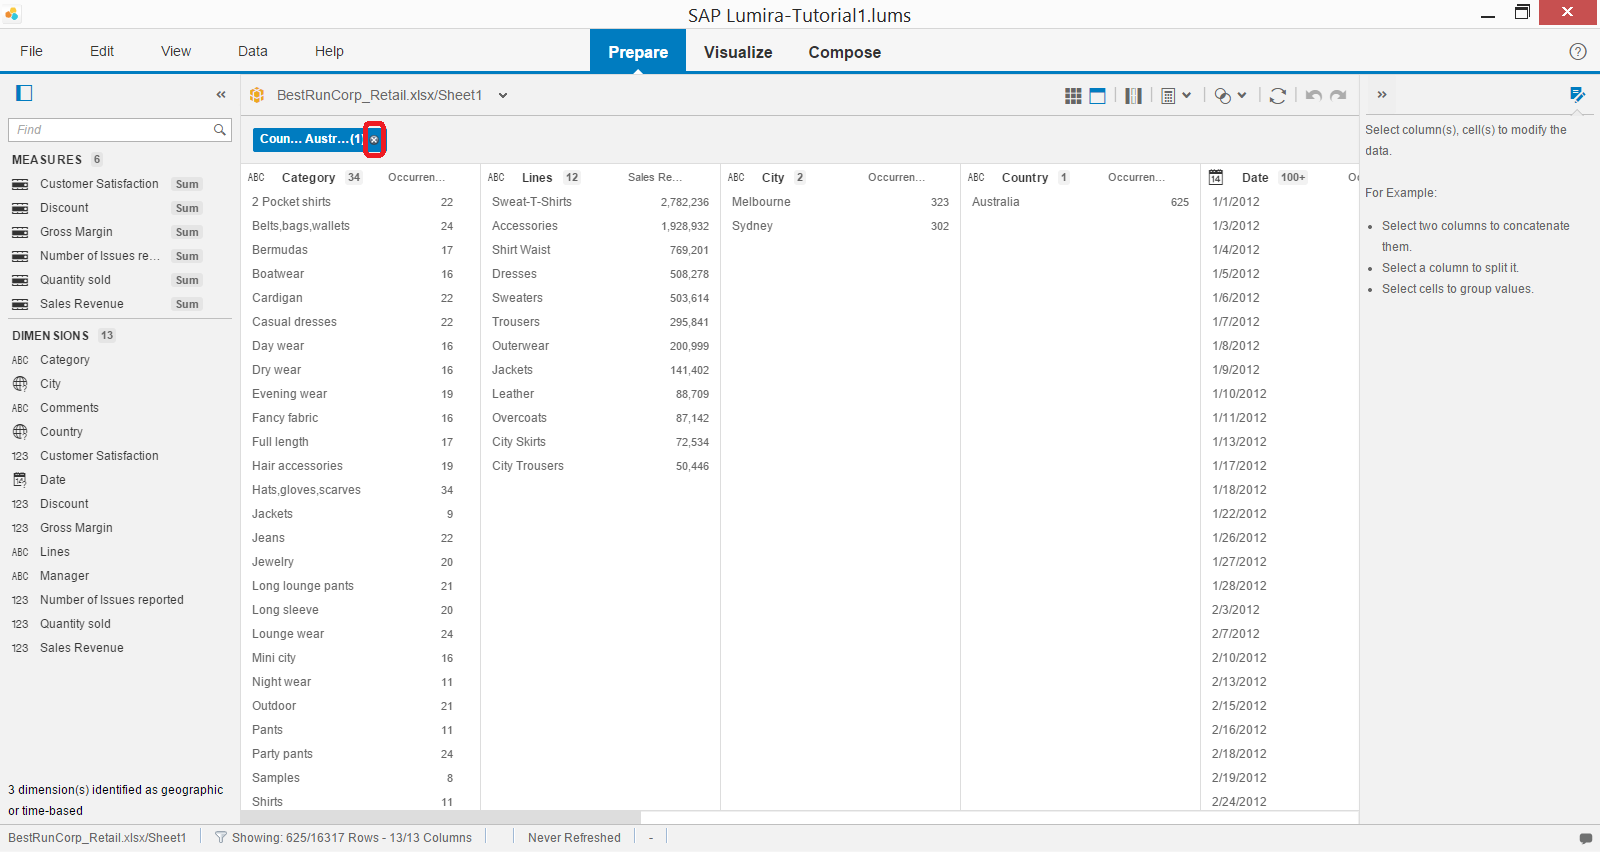 SAP Lumira-Tutorial1.lums
File Edit View Data Help Prepare Visualize Compose
BestRunCorp_Retail.xlsx/Sheet1
Find
Coun... Austr...(1)
MEASURES 6
Customer Satisfaction Sum
Discount Sum
Gross Margin Sum
Number of Issues re... Sum
Quantity sold Sum
Sales Revenue Sum
DIMENSIONS 13
ABC Category
City
ABC Comments
Country
123 Customer Satisfaction
Date
123 Discount
123 Gross Margin
ABC Lines
ABC Manager
123 Number of Issues reported
123 Quantity sold
123 Sales Revenue
3 dimension(s) identified as geographic
or time-based
ABC Category 34 Occurren...
2 Pocket shirts 22
Belts,bags,wallets 24
Bermudas 17
Boatwear 16
Cardigan 22
Casual dresses 22
Day wear 16
Dry wear 16
Evening wear 19
Fancy fabric 16
Full length 17
Hair accessories 19
Hats,gloves,scarves 34
Jackets 9
Jeans 22
Jewelry 20
Long lounge pants 21
Long sleeve 20
Lounge wear 24
Mini city 16
Night wear 11
Outdoor 21
Pants 11
Party pants 24
Samples 8
Shirts 11
ABC Lines 12 Sales Re...
Sweat-T-Shirts 2,782,236
Accessories 1,928,932
Shirt Waist 769,201
Dresses 508,278
Sweaters 503,614
Trousers 295,841
Outerwear 200,999
Jackets 141,402
Leather 88,709
Overcoats 87,142
City Skirts 72,534
City Trousers 50,446
ABC City 2 Occurren...
Melbourne 323
Sydney 302
ABC Country 1 Occurren...
Australia 625
14 Date 100+ Oc
1/1/2012
1/3/2012
1/4/2012
1/5/2012
1/6/2012
1/7/2012
1/8/2012
1/9/2012
1/10/2012
1/11/2012
1/13/2012
1/17/2012
1/18/2012
1/22/2012
1/26/2012
1/27/2012
1/28/2012
2/3/2012
2/7/2012
2/10/2012
2/13/2012
2/15/2012
2/16/2012
2/18/2012
2/19/2012
2/24/2012
Select column(s), cell(s) to modify the
data.
For Example:
• Select two columns to concatenate
them.
• Select a column to split it.
• Select cells to group values.
BestRunCorp_Retail.xlsx/Sheet1 Showing: 625/16317 Rows - 13/13 Columns Never Refreshed -